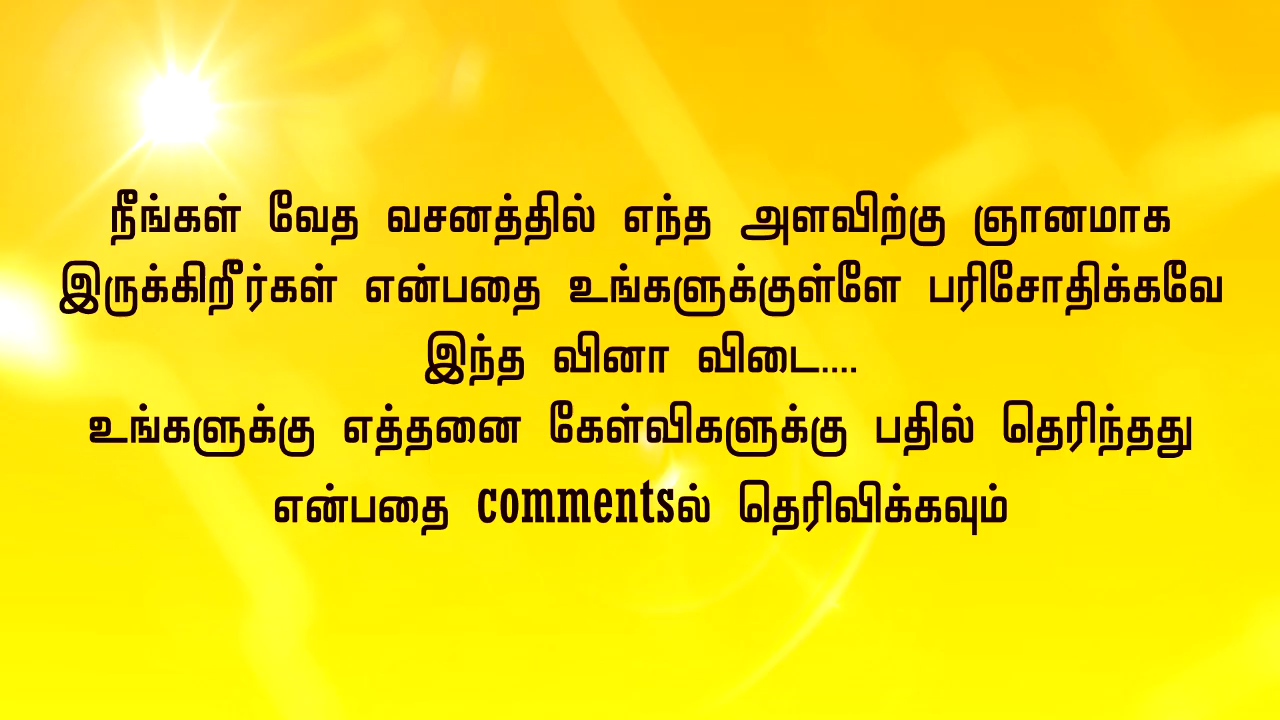 நீங்கள் வேத வசனத்தில் எந்த அளவிற்கு ஞானமாக
இருக்கிறீர்கள் என்பதை உங்களுக்குள்ளே பரிசோதிக்கவே
இந்த வினா விடை....
உங்களுக்கு எத்தனை கேள்விகளுக்கு பதில் தெரிந்தது
என்பதை commentsல் தெரிவிக்கவும்